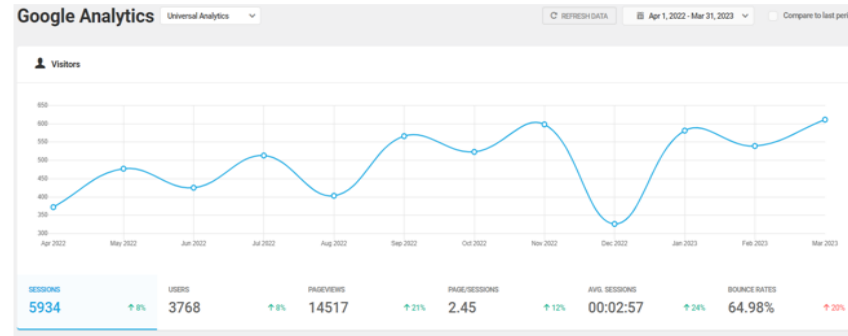 Google Analytics Universal Analytics REFRESH DATA Apr 1, 2022 - Mar 31, 2023 Compare to last peri
Visitors
650
600
550
500
450
400
350
300
Apr 2022 May 2022 Jun 2022 Jul 2022 Aug 2022 Sep 2022 Oct 2022 Nov 2022 Dec 2022 Jan 2023 Feb 2023 Mar 2023
SESSIONS USERS PAGEVIEWS PAGE/SESSIONS AVG. SESSIONS BOUNCE RATES
5934 ↑ 8% 3768 ↑ 8% 14517 ↑ 21% 2.45 ↑ 12% 00:02:57 ↑ 24% 64.98% ↑ 20%